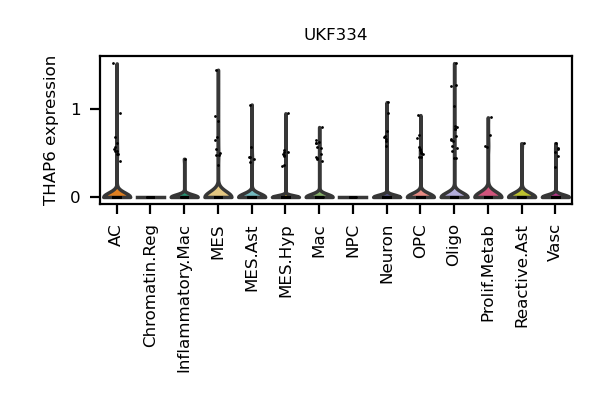 UKF334
THAP6 expression
1
0
AC
Chromatin.Reg
Inflammatory.Mac
MES
MES.Ast
MES.Hyp
Mac
NPC
Neuron
OPC
Oligo
Prolif.Metab
Reactive.Ast
Vasc